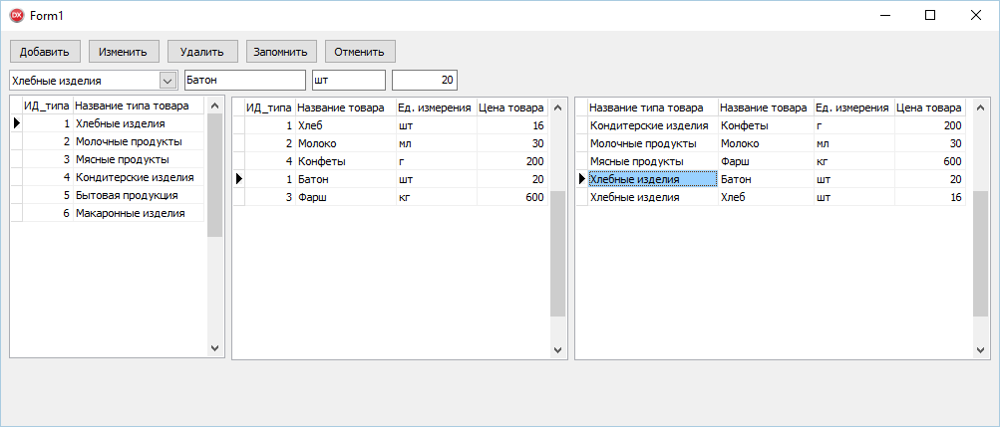 DX Form1
Добавить Изменить Удалить Запомнить Отменить
Хлебные изделия Батон шт 20
ИД_типа Название типа товара
1 Хлебные изделия
2 Молочные продукты
3 Мясные продукты
4 Кондитерские изделия
5 Бытовая продукция
6 Макаронные изделия
ИД_типа Название товара Ед. измерения Цена товара
1 Хлеб шт 16
2 Молоко мл 30
4 Конфеты г 200
1 Батон шт 20
3 Фарш кг 600
Название типа товара Название товара Ед. измерения Цена товара
Кондитерские изделия Конфеты г 200
Молочные продукты Молоко мл 30
Мясные продукты Фарш кг 600
Хлебные изделия Батон шт 20
Хлебные изделия Хлеб шт 16